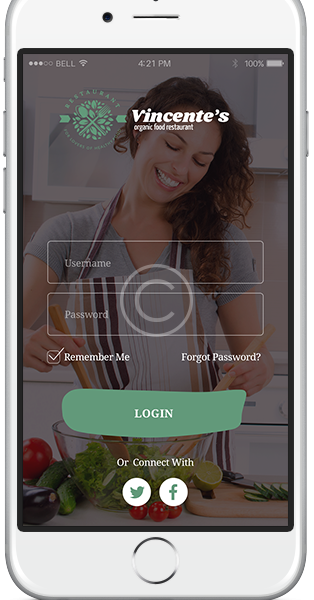 BELL 4:21 PM 100%
RESTAURANT
Vincente's
organic food restaurant
Username
Password
C
Remember Me Forgot Password?
LOGIN
Or Connect With